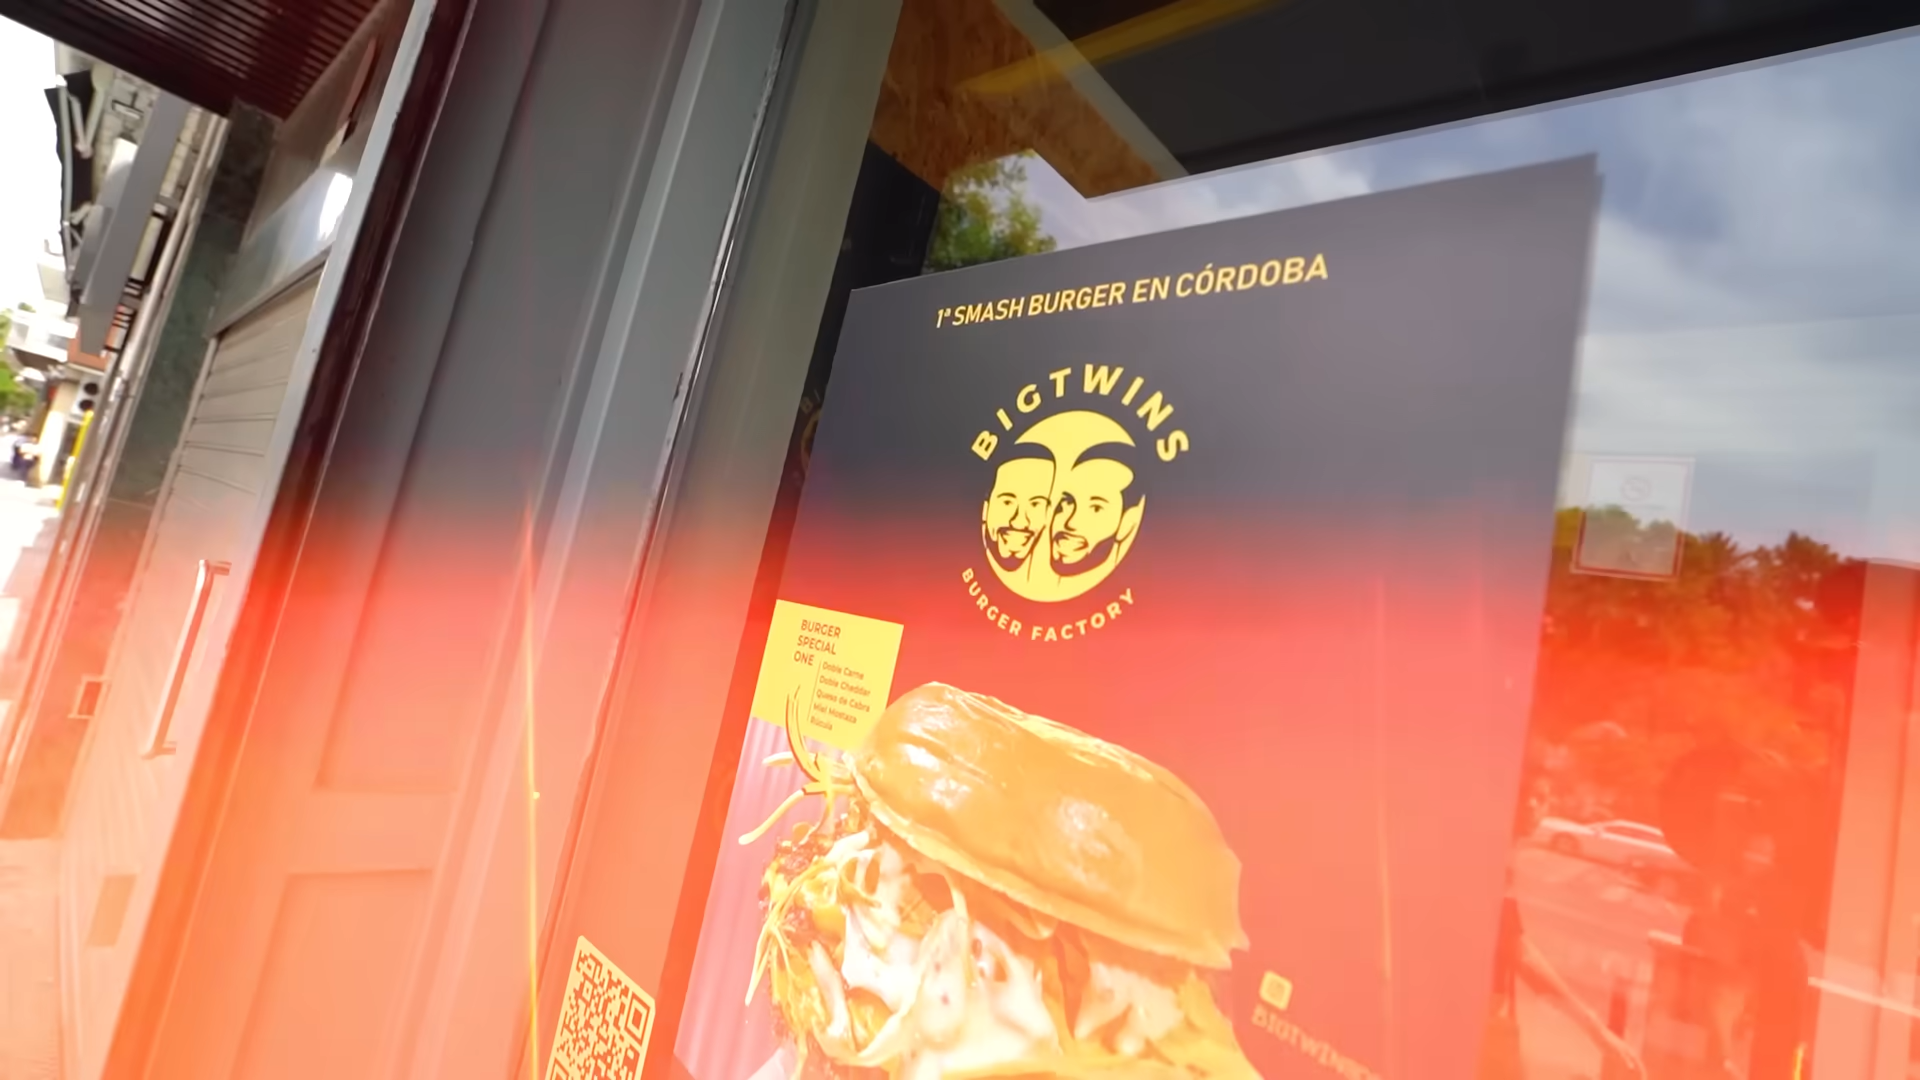 1ª SMASH BURGER EN CÓRDOBA
BIGTWINS
BURGER FACTORY
BURGER
SPECIAL
ONE
Doble Carne
Doble Cheddar
Queso de Cabra
Miel Mostaza
Rúcula